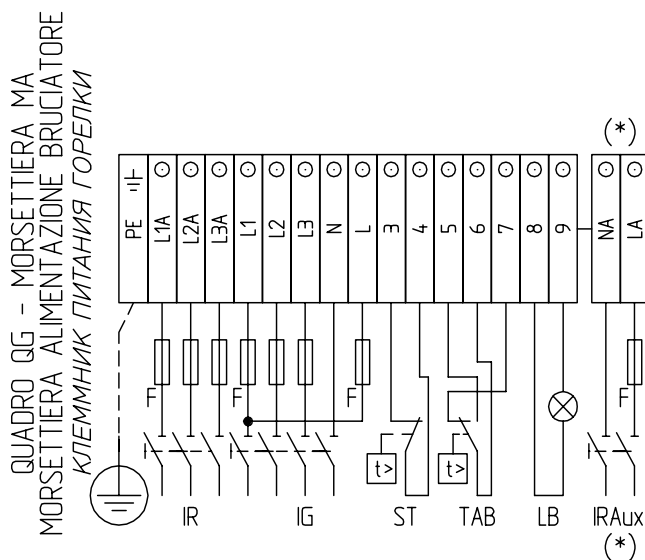 QUADRO QG - MORSETTIERA MA
MORSETTIERA ALIMENTAZIONE BRUCIATORE
КЛЕММНИК ПИТАНИЯ ГОРЕЛКИ
(*)
PE L1A L2A L3A L1 L2 L3 N L 3 4 5 6 7 8 9 NA LA
F F F F
t> t>
IR IG ST TAB LB IRAux
(*)